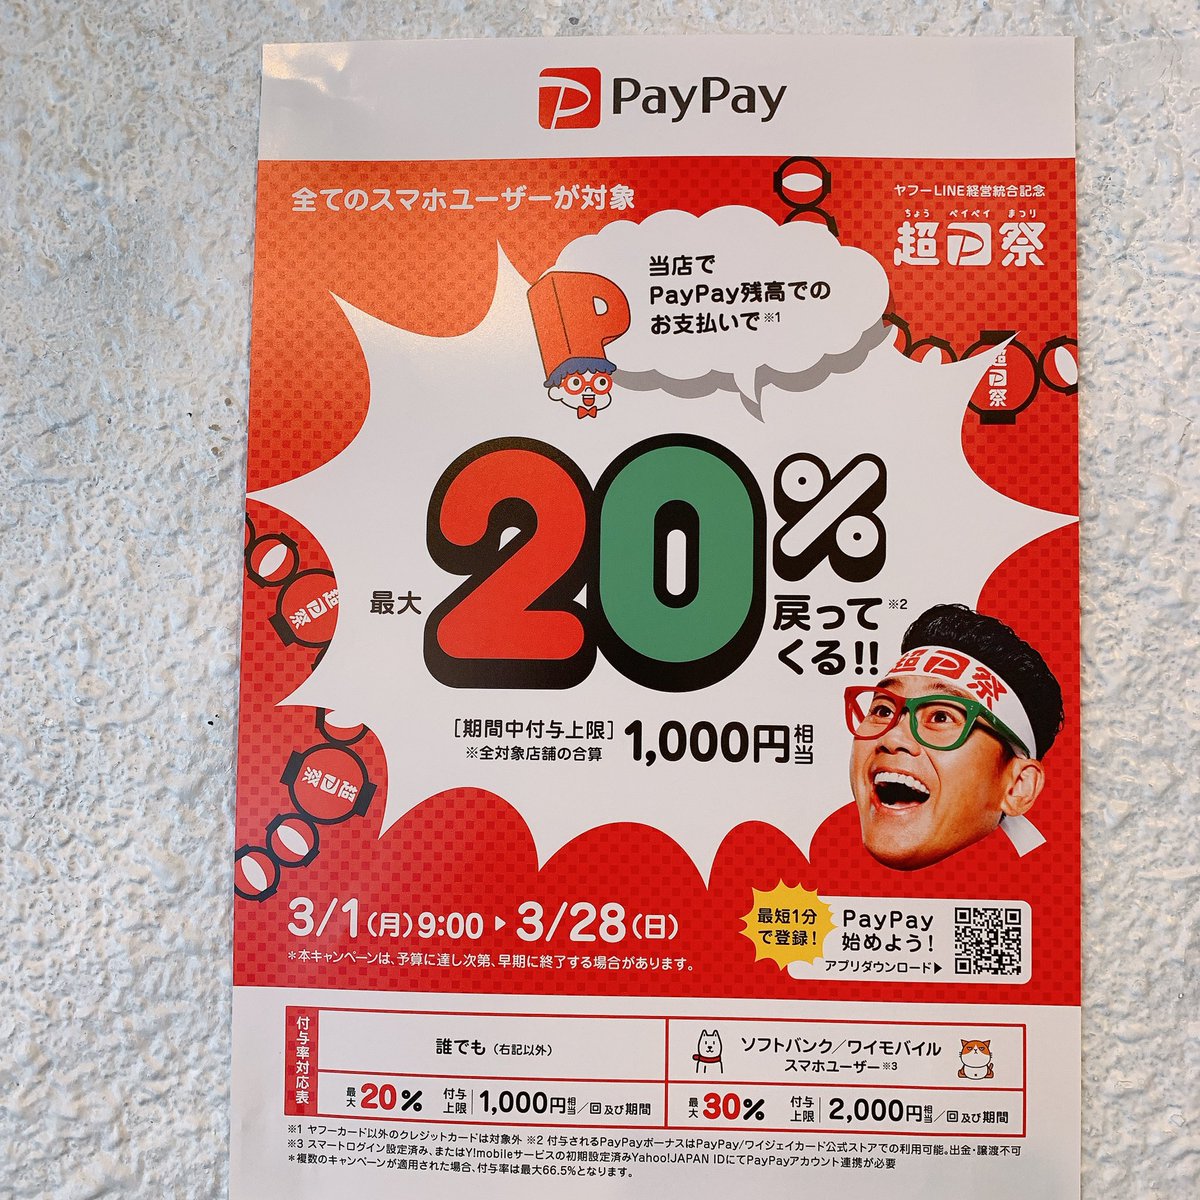 PayPay
全てのスマホユーザーが対象
ヤフーLINE経営統合記念
ちょう ペイペイ まつり
超P祭
当店で
PayPay残高での
お支払いで※1
超P祭
最大
20%
戻って※2
くる!!
超P祭
超P祭
[期間中付与上限]
※全対象店舗の合算
1,000円相当
超P祭
3/1(月)9:00▶3/28(日)
*本キャンペーンは、予算に達し次第、早期に終了する場合があります。
最短1分
で登録!
PayPay
始めよう!
アプリダウンロード▶
付与率対応表
誰でも(右記以外)
最大20% 付与上限 1,000円相当/回及び期間
ソフトバンク/ワイモバイル
スマホユーザー※3
最大30% 付与上限 2,000円相当/回及び期間
※1 ヤフーカード以外のクレジットカードは対象外 ※2 付与されるPayPayボーナスはPayPay/ワイジェイカード公式ストアでの利用可能。出金・譲渡不可
※3 スマートログイン設定済み、またはY!mobileサービスの初期設定済みYahoo!JAPAN IDにてPayPayアカウント連携が必要
*複数のキャンペーンが適用された場合、付与率は最大66.5%となります。